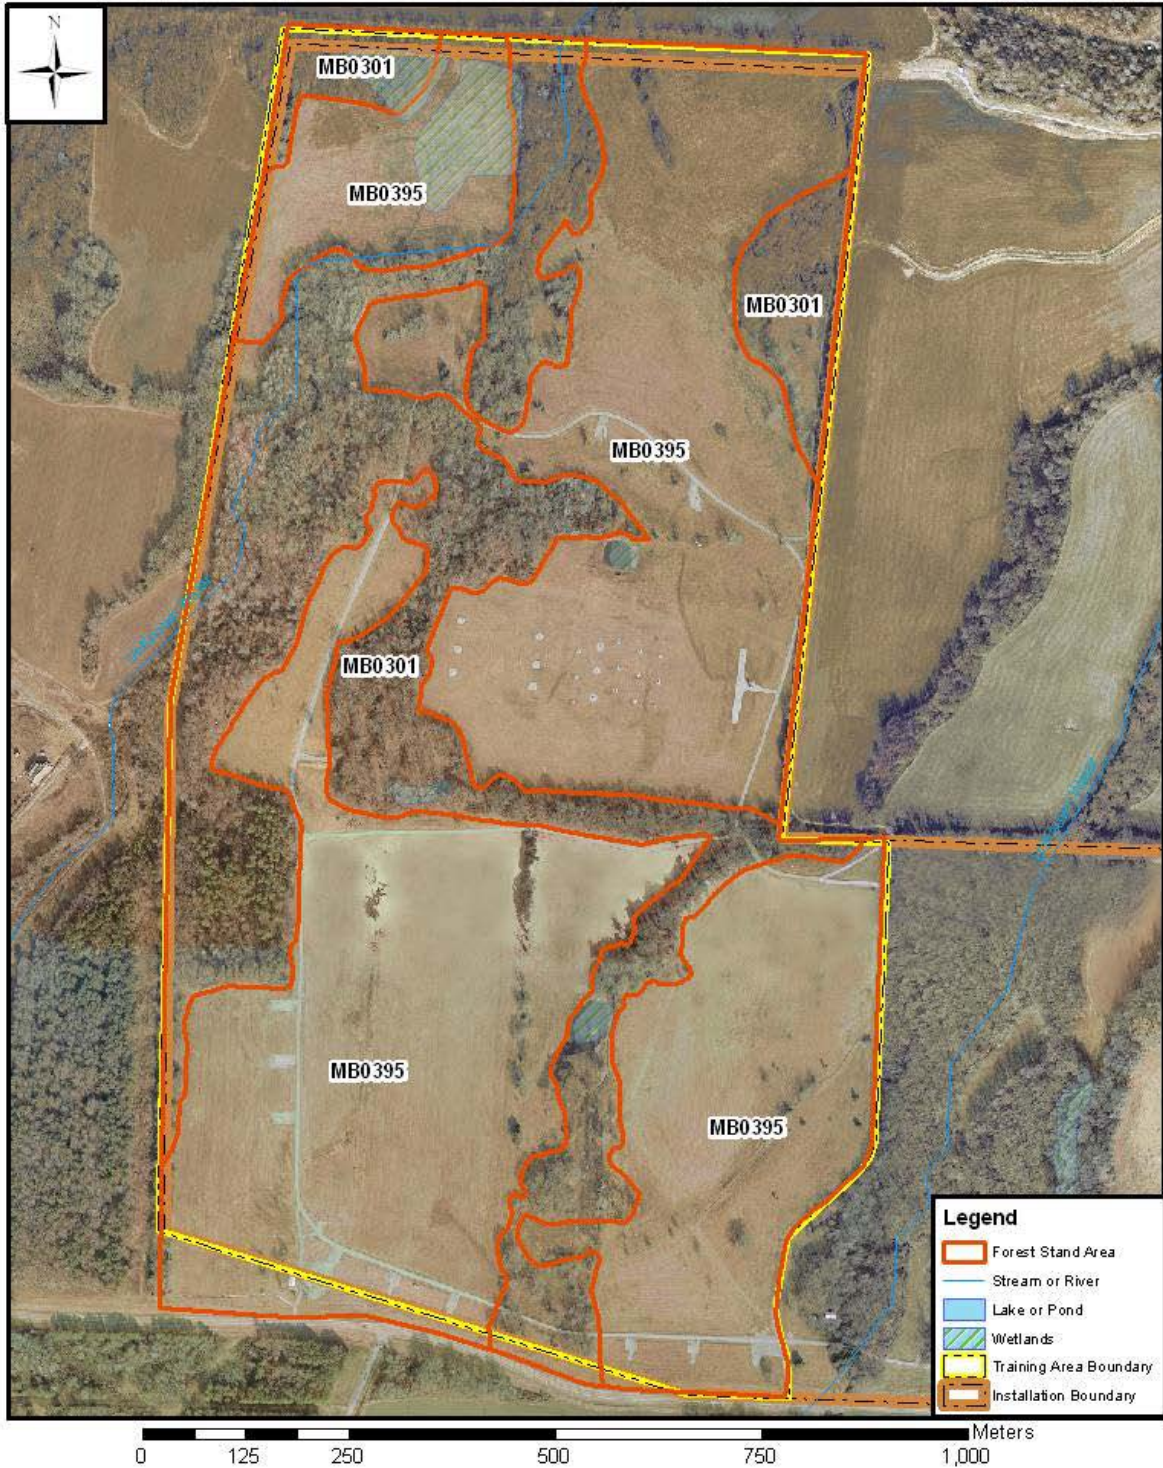 N
MB0301
MB0395
MB0301
MB0395
MB0301
MB0395
MB0395
Legend
Forest Stand Area
Stream or River
Lake or Pond
Wetlands
Training Area Boundary
Installation Boundary
Meters
0 125 250 500 750 1,000